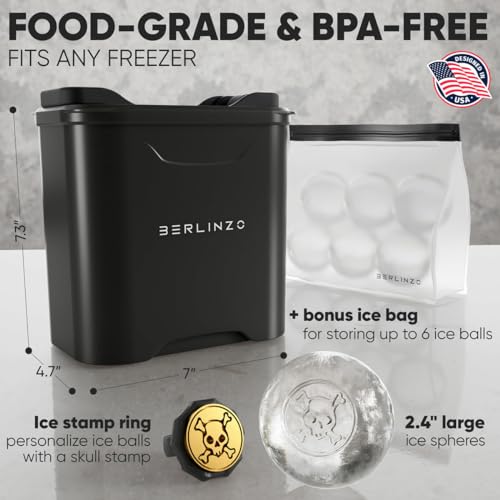 FOOD-GRADE & BPA-FREE
FITS ANY FREEZER
DESIGNED IN
USA
7.3"
BERLINZO
BERLINZO
+ bonus ice bag
for storing up to 6 ice balls
4.7"
7"
Ice stamp ring
personalize ice balls
with a skull stamp
2.4" large
ice spheres